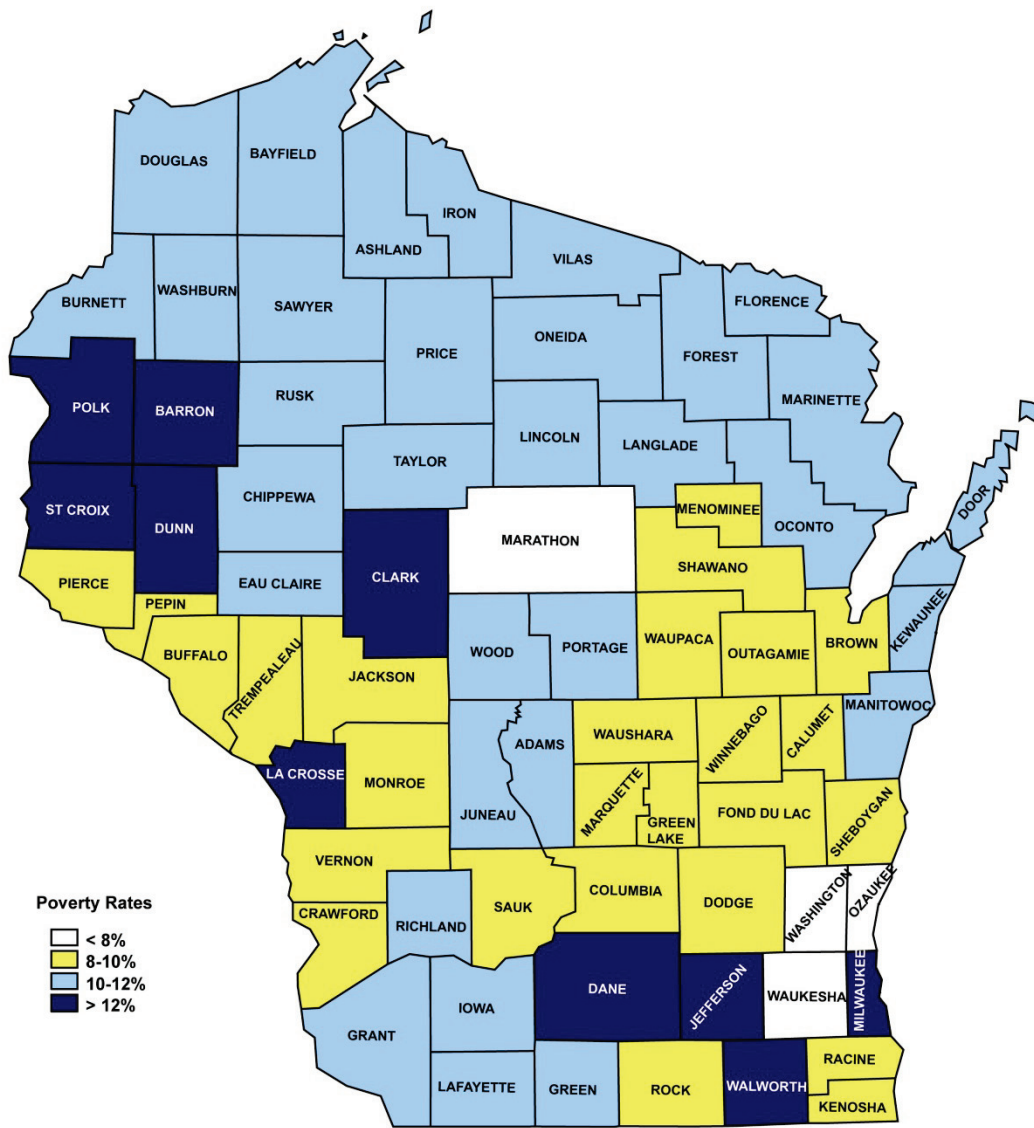 DOUGLAS
BAYFIELD
ASHLAND
IRON
VILAS
BURNETT
WASHBURN
SAWYER
PRICE
ONEIDA
FOREST
FLORENCE
MARINETTE
POLK
BARRON
RUSK
LINCOLN
LANGLADE
TAYLOR
CHIPPEWA
ST CROIX
DUNN
MENOMINEE
OCONTO
DOOR
MARATHON
SHAWANO
PIERCE
EAU CLAIRE
CLARK
PEPIN
BUFFALO
TREMPEALEAU
JACKSON
WOOD
PORTAGE
WAUPACA
OUTAGAMIE
BROWN
KEWAUNEE
MANITOWOC
LA CROSSE
MONROE
JUNEAU
ADAMS
WAUSHARA
WINNEBAGO
CALUMET
MARQUETTE
GREEN
LAKE
FOND DU LAC
SHEBOYGAN
VERNON
CRAWFORD
RICHLAND
SAUK
COLUMBIA
DODGE
WASHINGTON
OZAUKEE
Poverty Rates
< 8%
8-10%
10-12%
> 12%
GRANT
IOWA
DANE
JEFFERSON
WAUKESHA
MILWAUKEE
LAFAYETTE
GREEN
ROCK
WALWORTH
RACINE
KENOSHA